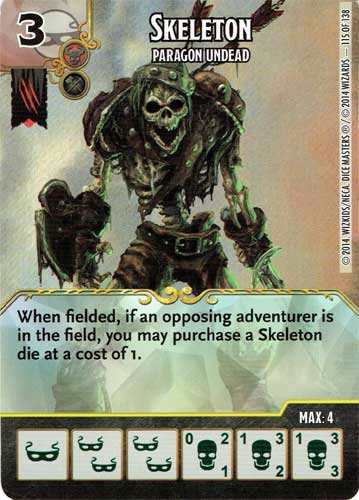 3
SKELETON
PARAGON UNDEAD
©2014 WIZKIDS/NECA. DICE MASTERS®/©2014 WIZARDS — 115 OF 138
When fielded, if an opposing adventurer is
in the field, you may purchase a Skeleton
die at a cost of 1.
MAX: 4
0 2 1 3 1 3
1 2 3